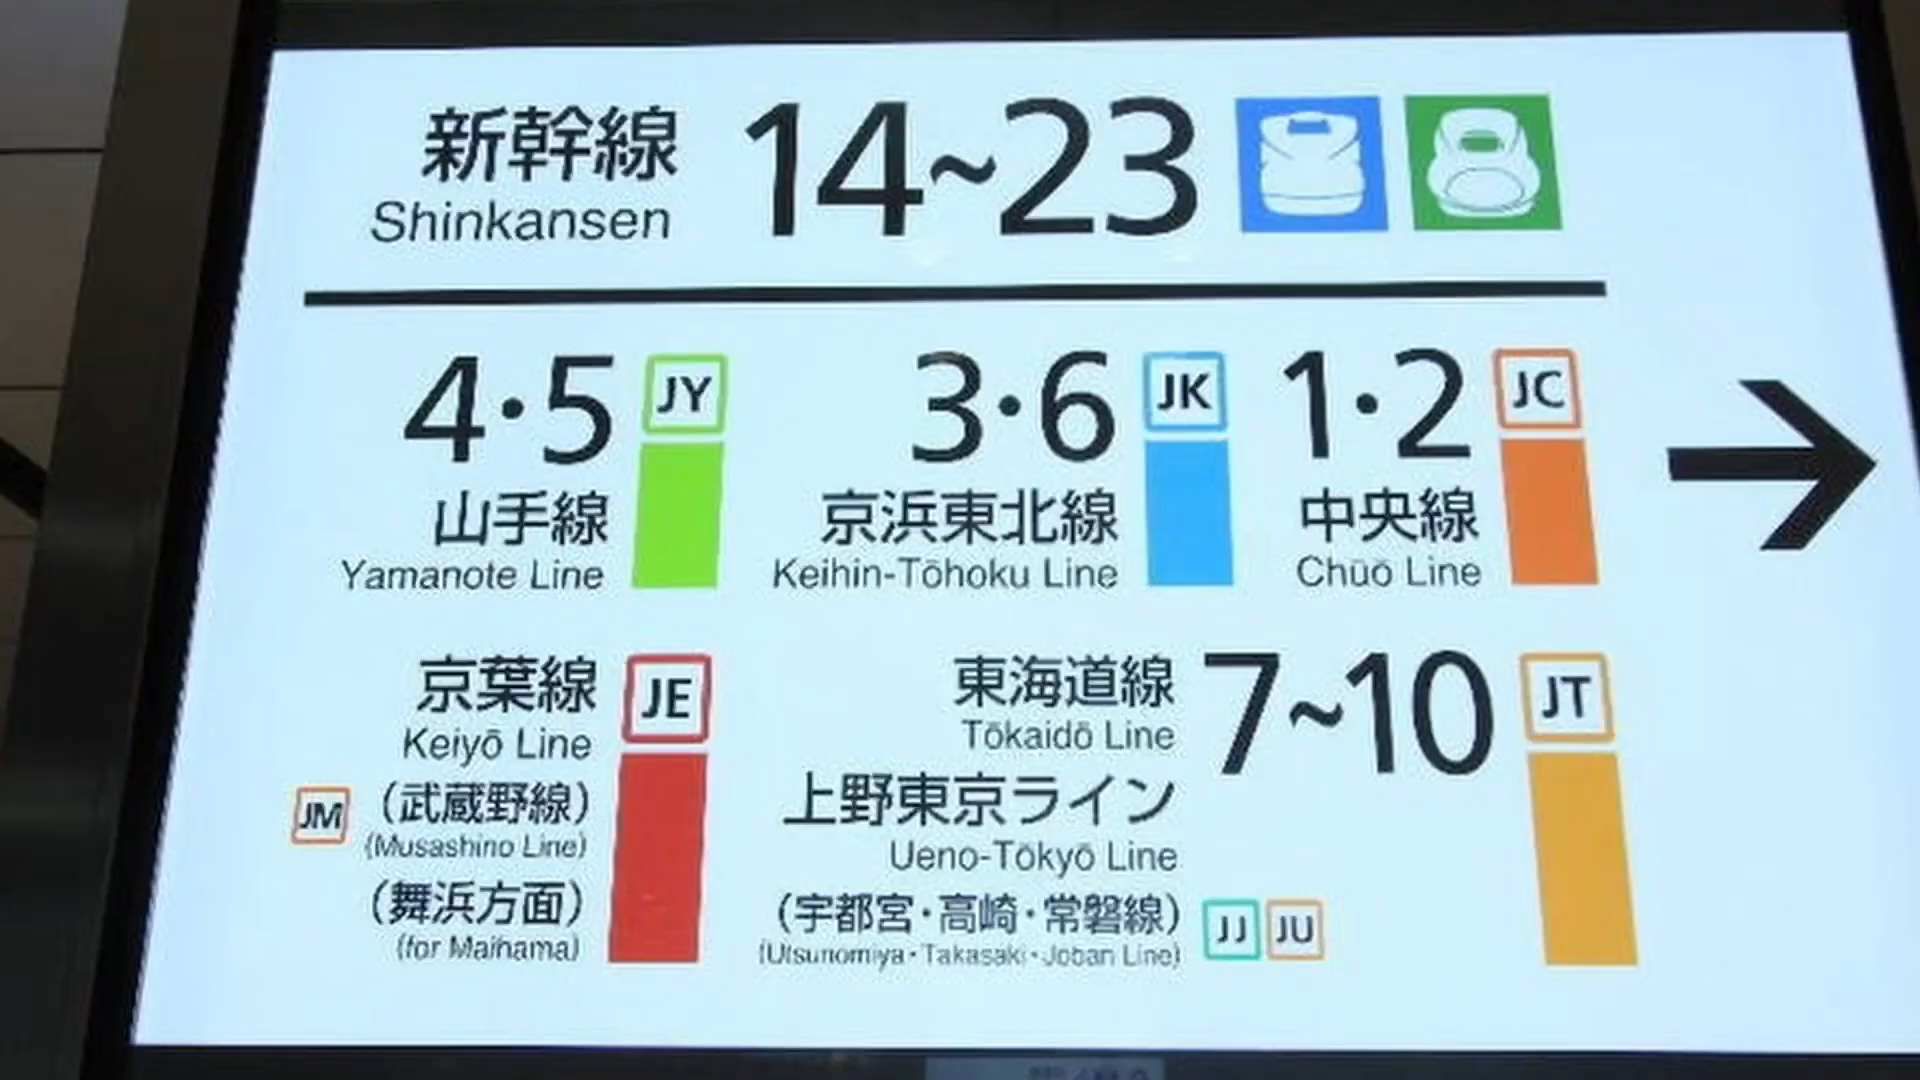 新幹線 14~23
Shinkansen
4・5 JY
山手線
Yamanote Line
3・6 JK
京浜東北線
Keihin-Tōhoku Line
1・2 JC
中央線
Chūō Line
京葉線 JE
Keiyō Line
JM (武蔵野線)
(Musashino Line)
(舞浜方面)
(for Maihama)
東海道線 7~10 JT
Tōkaidō Line
上野東京ライン
Ueno-Tōkyō Line
(宇都宮・高崎・常磐線) JJ JU
(Utsunomiya・Takasaki・Joban Line)